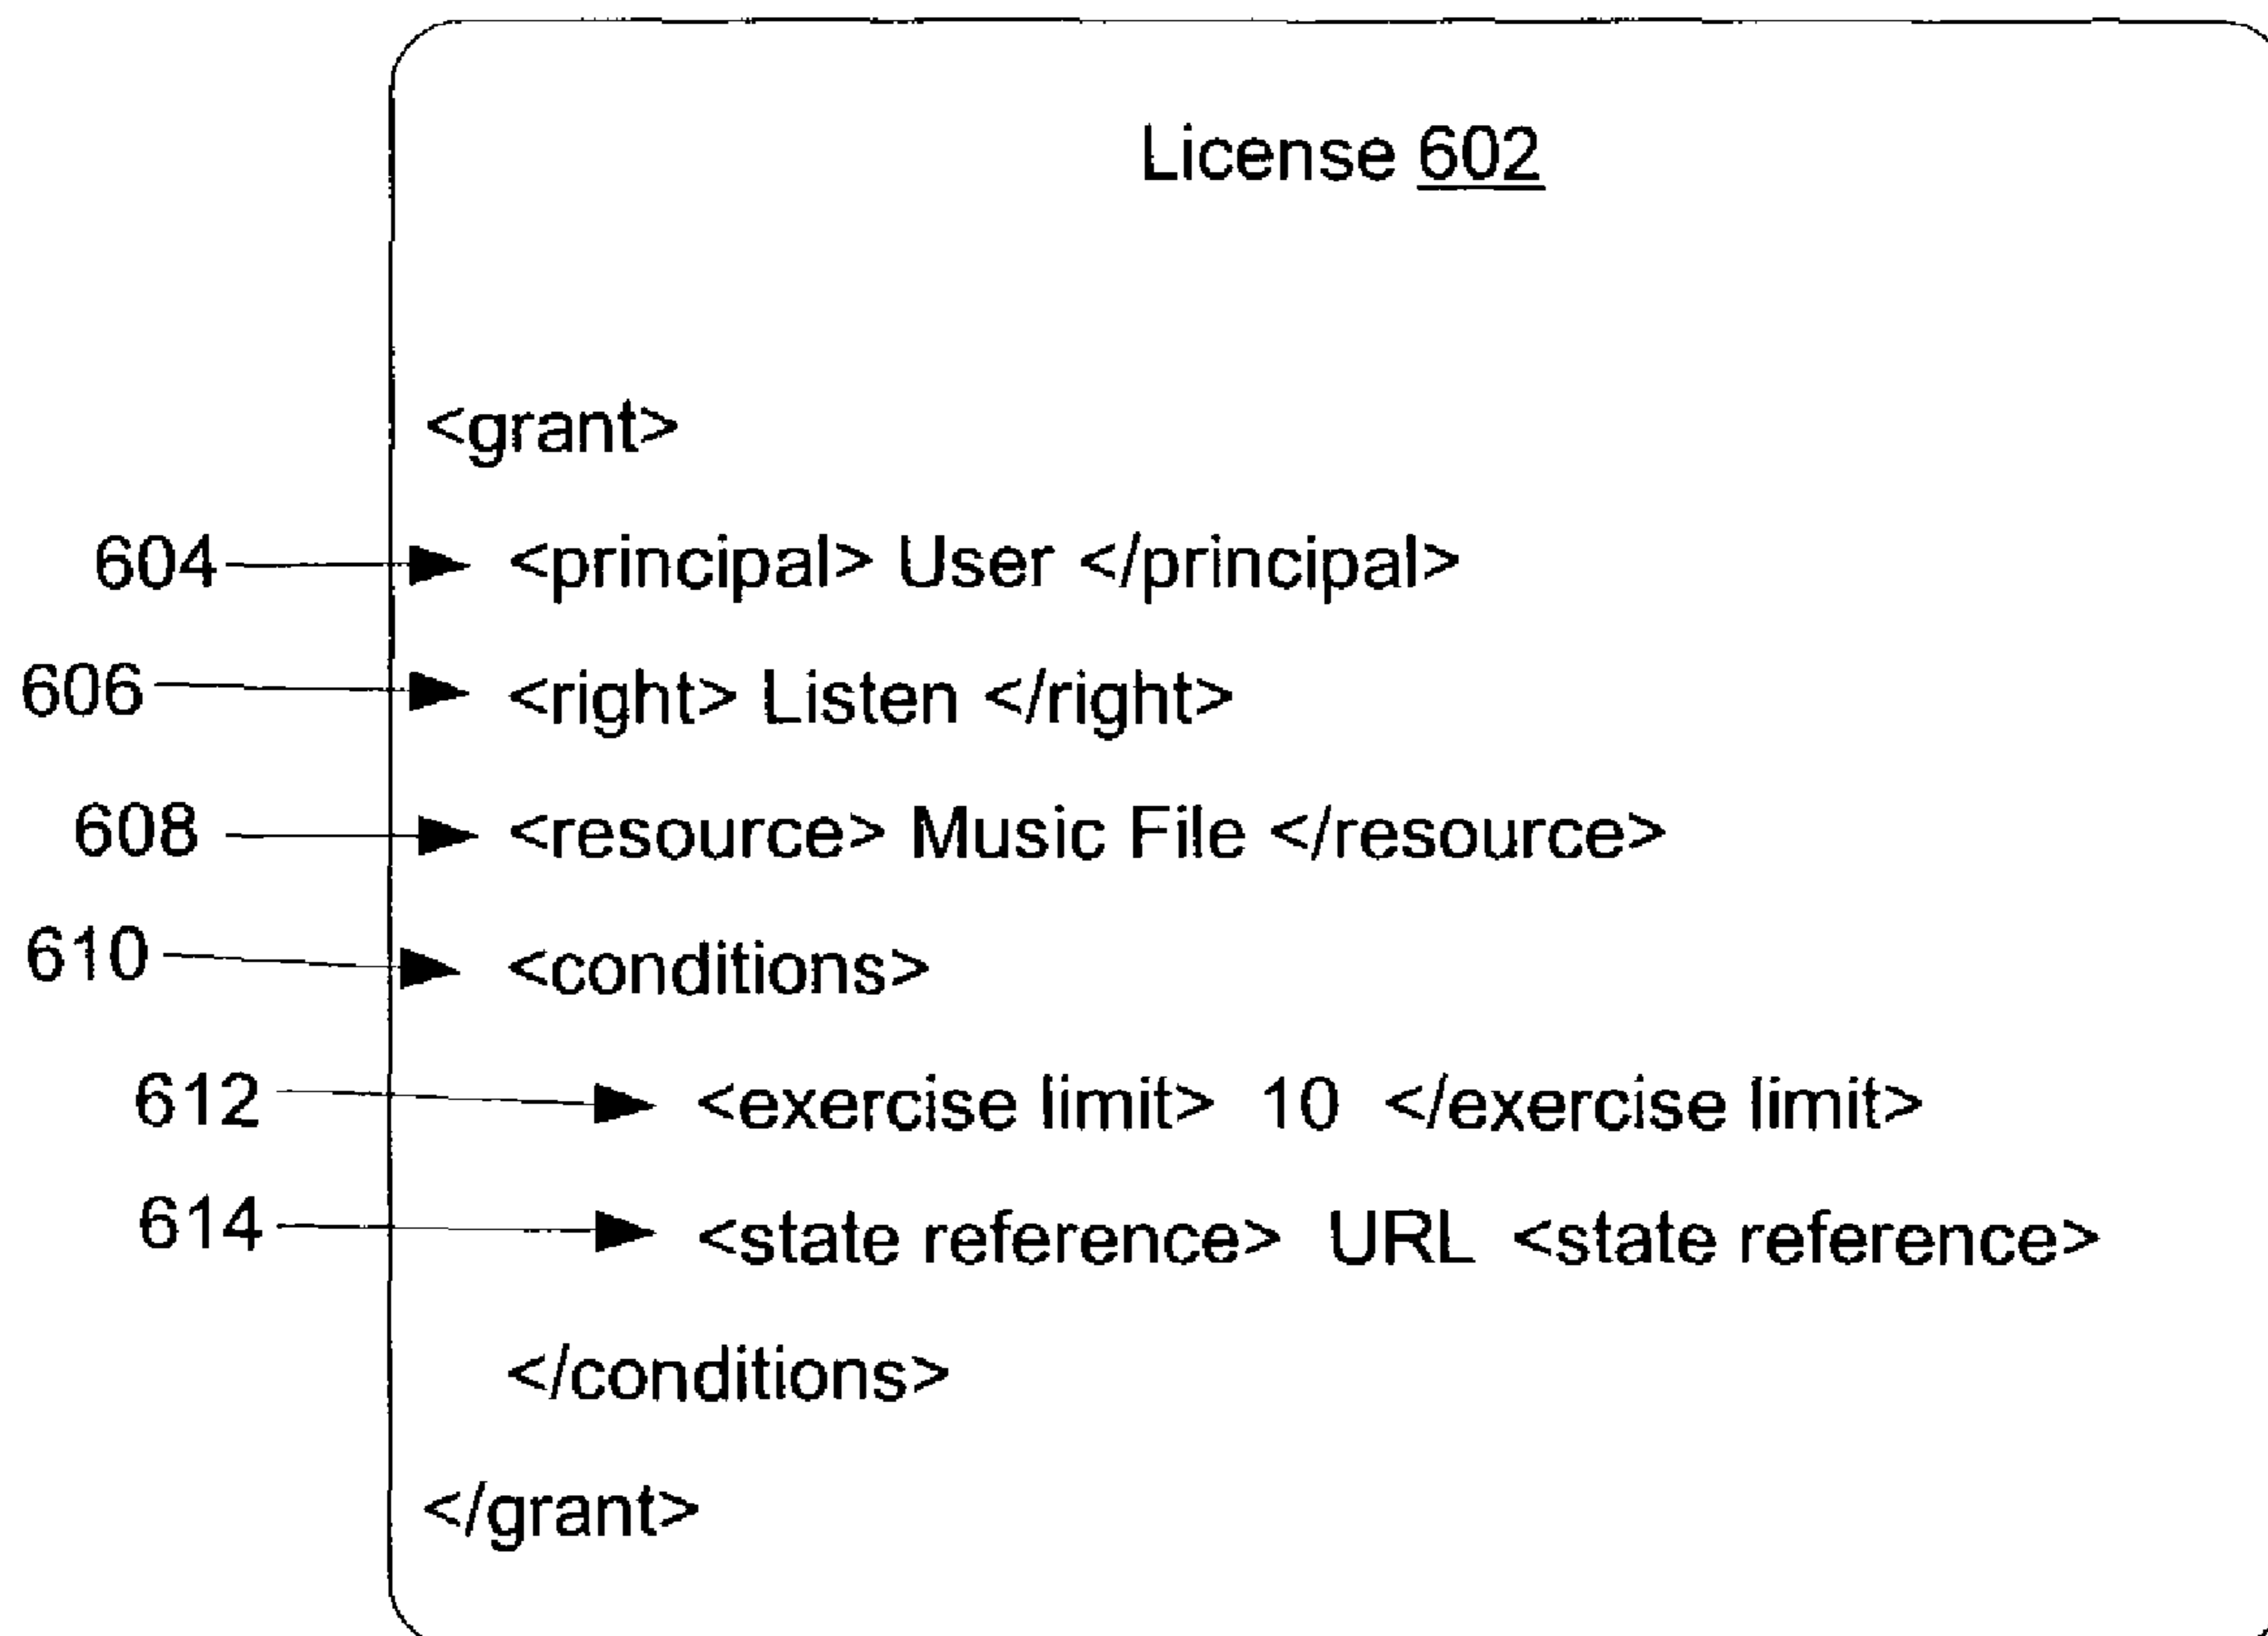 License 602
<grant>
604 <principal> User </principal>
606 <right> Listen </right>
608 <resource> Music File </resource>
610 <conditions>
612 <exercise limit> 10 </exercise limit>
614 <state reference> URL <state reference>
</conditions>
</grant>